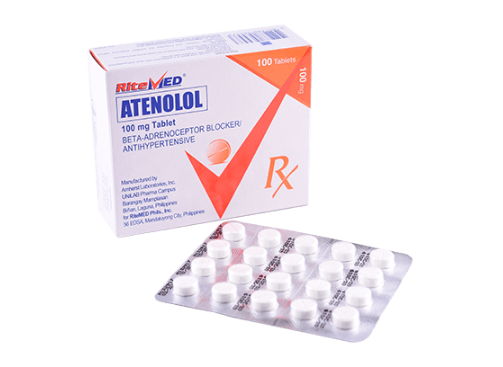 RITEMED®
ATENOLOL
100 mg Tablet
BETA-ADRENOCEPTOR BLOCKER/
ANTIHYPERTENSIVE
Manufactured by
Amherst Laboratories, Inc.
UNILAB Pharma Campus
Barangay Mamplasan
Biñan, Laguna, Philippines
for RiteMED Phils., Inc.
56 EDSA, Mandaluyong City, Philippines
100 Tablets
100 mg
Rx